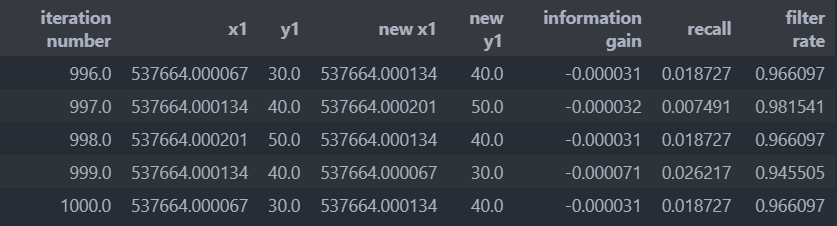 iteration number x1 y1 new x1 new y1 information gain recall filter rate
996.0 537664.000067 30.0 537664.000134 40.0 -0.000031 0.018727 0.966097
997.0 537664.000134 40.0 537664.000201 50.0 -0.000032 0.007491 0.981541
998.0 537664.000201 50.0 537664.000134 40.0 -0.000031 0.018727 0.966097
999.0 537664.000134 40.0 537664.000067 30.0 -0.000071 0.026217 0.945505
1000.0 537664.000067 30.0 537664.000134 40.0 -0.000031 0.018727 0.966097